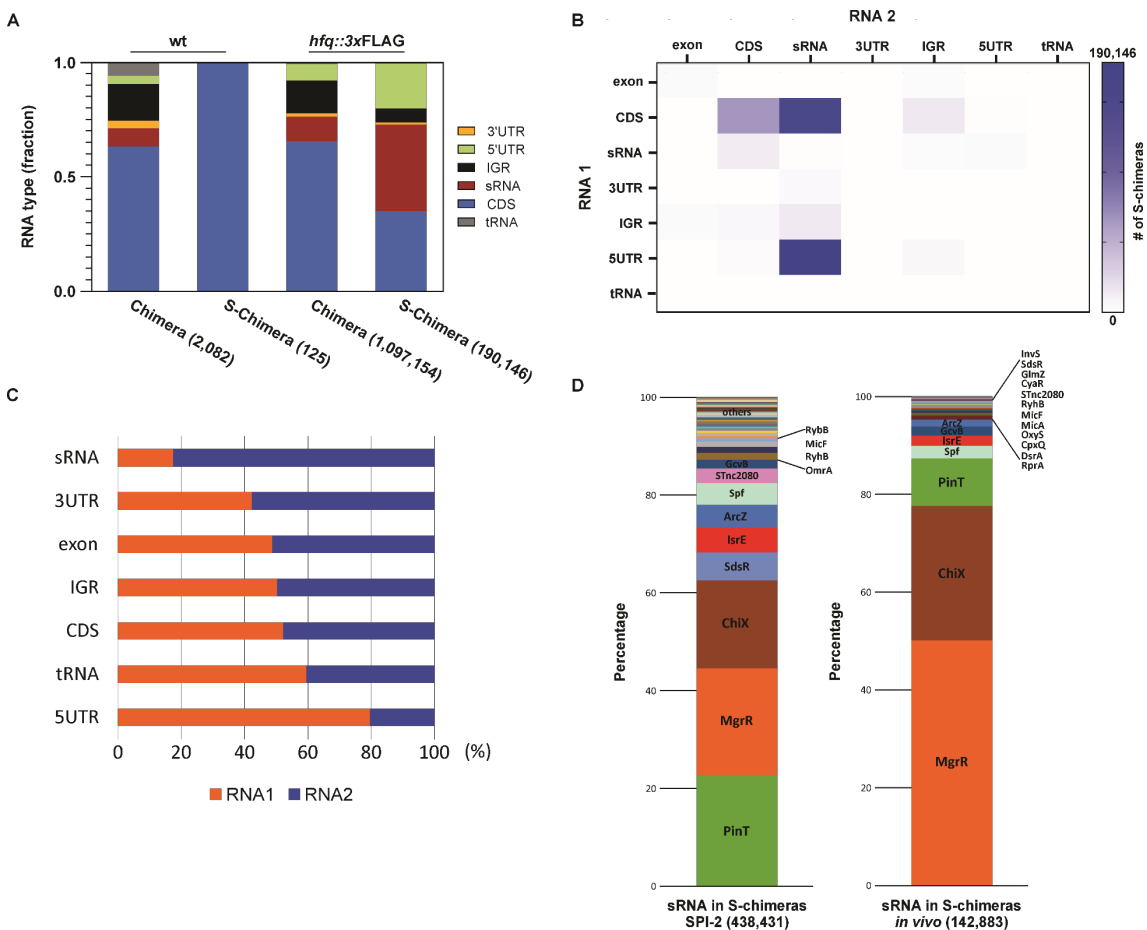 A
wt
hfq::3xFLAG
RNA type (fraction)
1.0
0.5
0.0
3'UTR
5'UTR
IGR
sRNA
CDS
tRNA
Chimera (2,082)
S-Chimera (125)
Chimera (1,097,154)
S-Chimera (190,146)
B
RNA 2
exon CDS sRNA 3UTR IGR 5UTR tRNA
RNA 1
exon
CDS
sRNA
3UTR
IGR
5UTR
tRNA
190,146
# of S-chimeras
0
C
sRNA
3UTR
exon
IGR
CDS
tRNA
5UTR
0 20 40 60 80 100 (%)
RNA1 RNA2
D
Percentage
100
80
60
40
20
0
others
RybB
MicF
RyhB
OmrA
GcvB
STnc2080
Spf
ArcZ
IsrE
SdsR
ChiX
MgrR
PinT
sRNA in S-chimeras
SPI-2 (438,431)
Percentage
100
80
60
40
20
0
InvS
SdsR
GlmZ
CyaR
STnc2080
RyhB
MicF
MicA
OxyS
CpxQ
DsrA
RprA
ArcZ
GcvB
IsrE
Spf
PinT
ChiX
MgrR
sRNA in S-chimeras
in vivo (142,883)